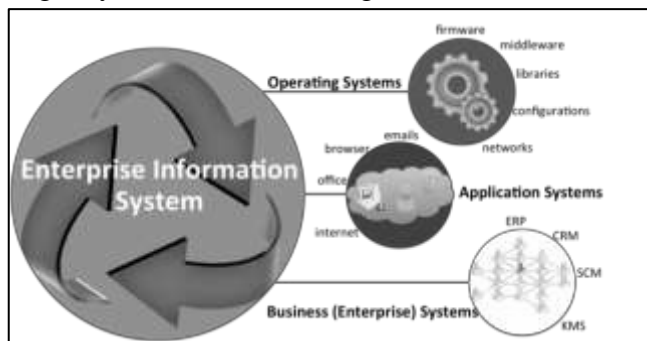 firmware
middleware
Operating Systems
libraries
configurations
networks
emails
browser
Enterprise Information
System
office
Application Systems
internet
ERP
CRM
SCM
Business (Enterprise) Systems
KMS